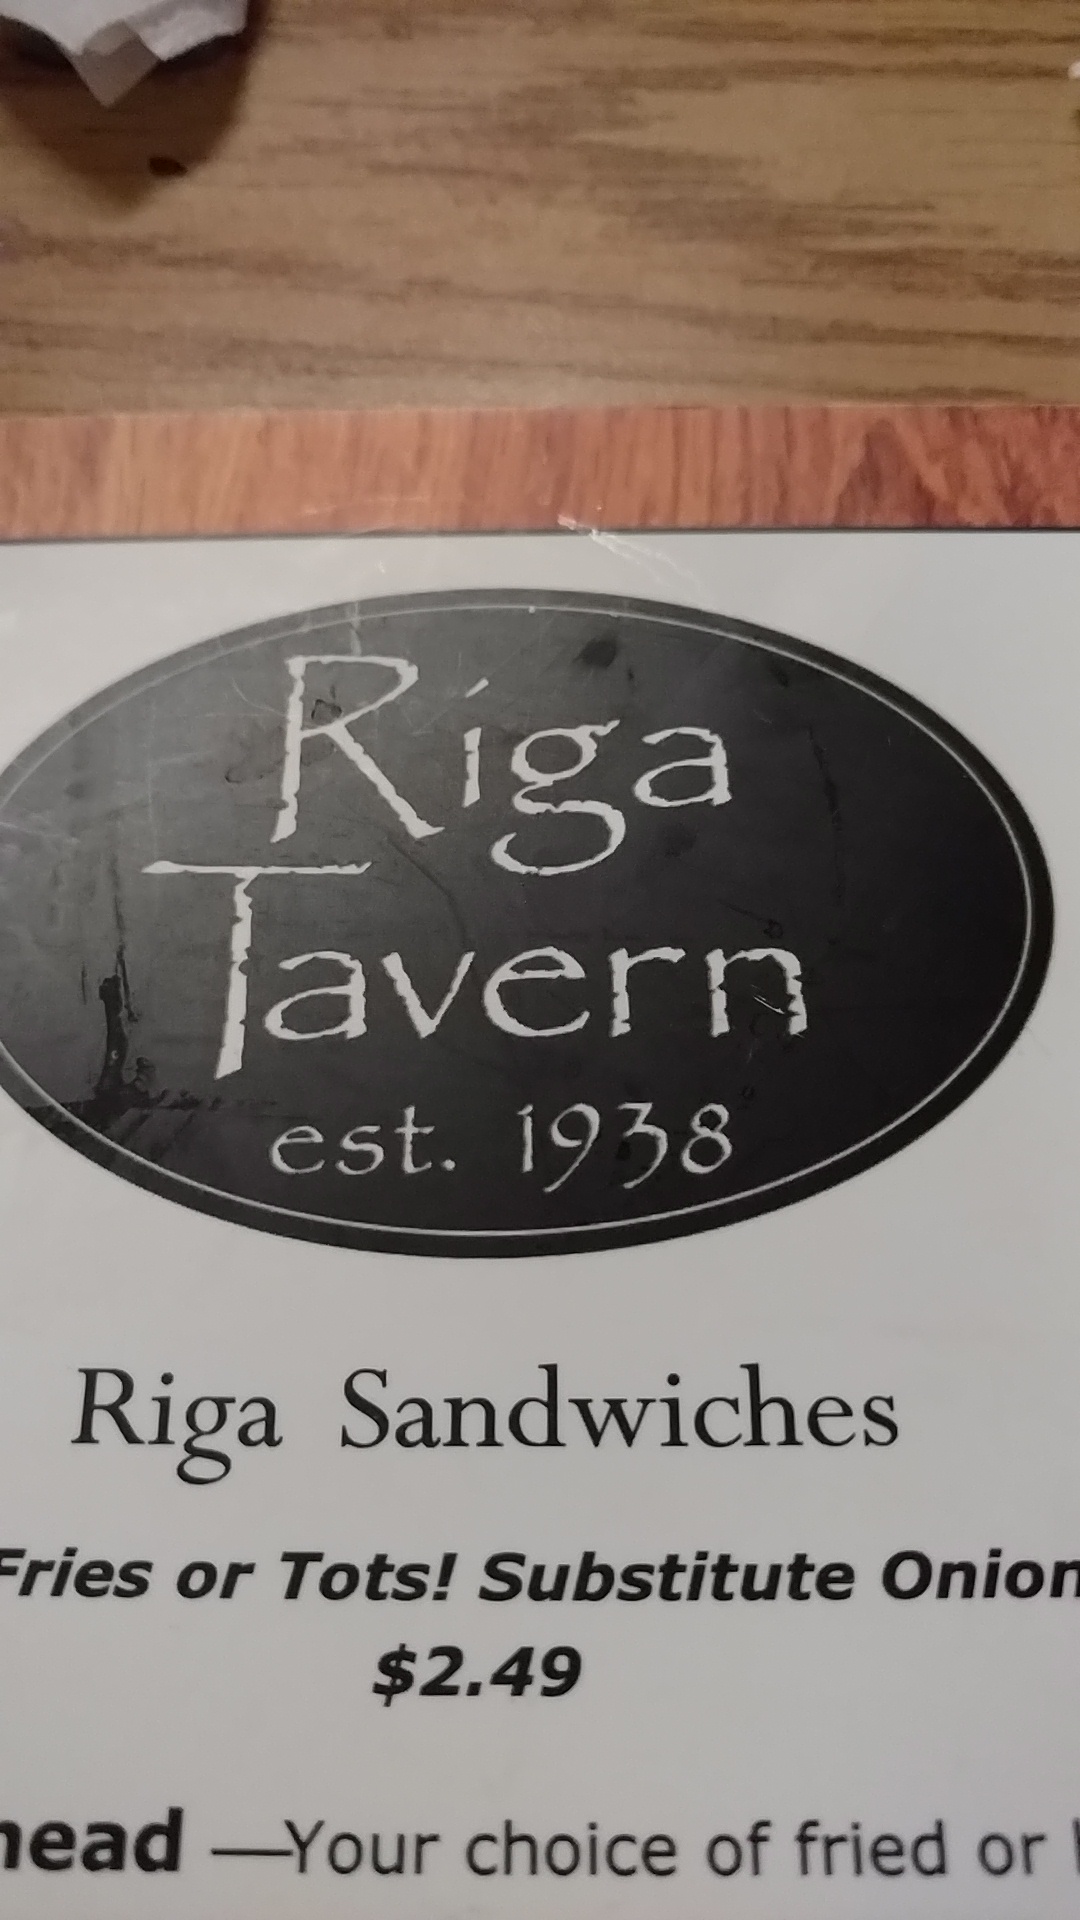 Riga
Tavern
est. 1938
Riga Sandwiches
Fries or Tots! Substitute Onion
$2.49
head —Your choice of fried or